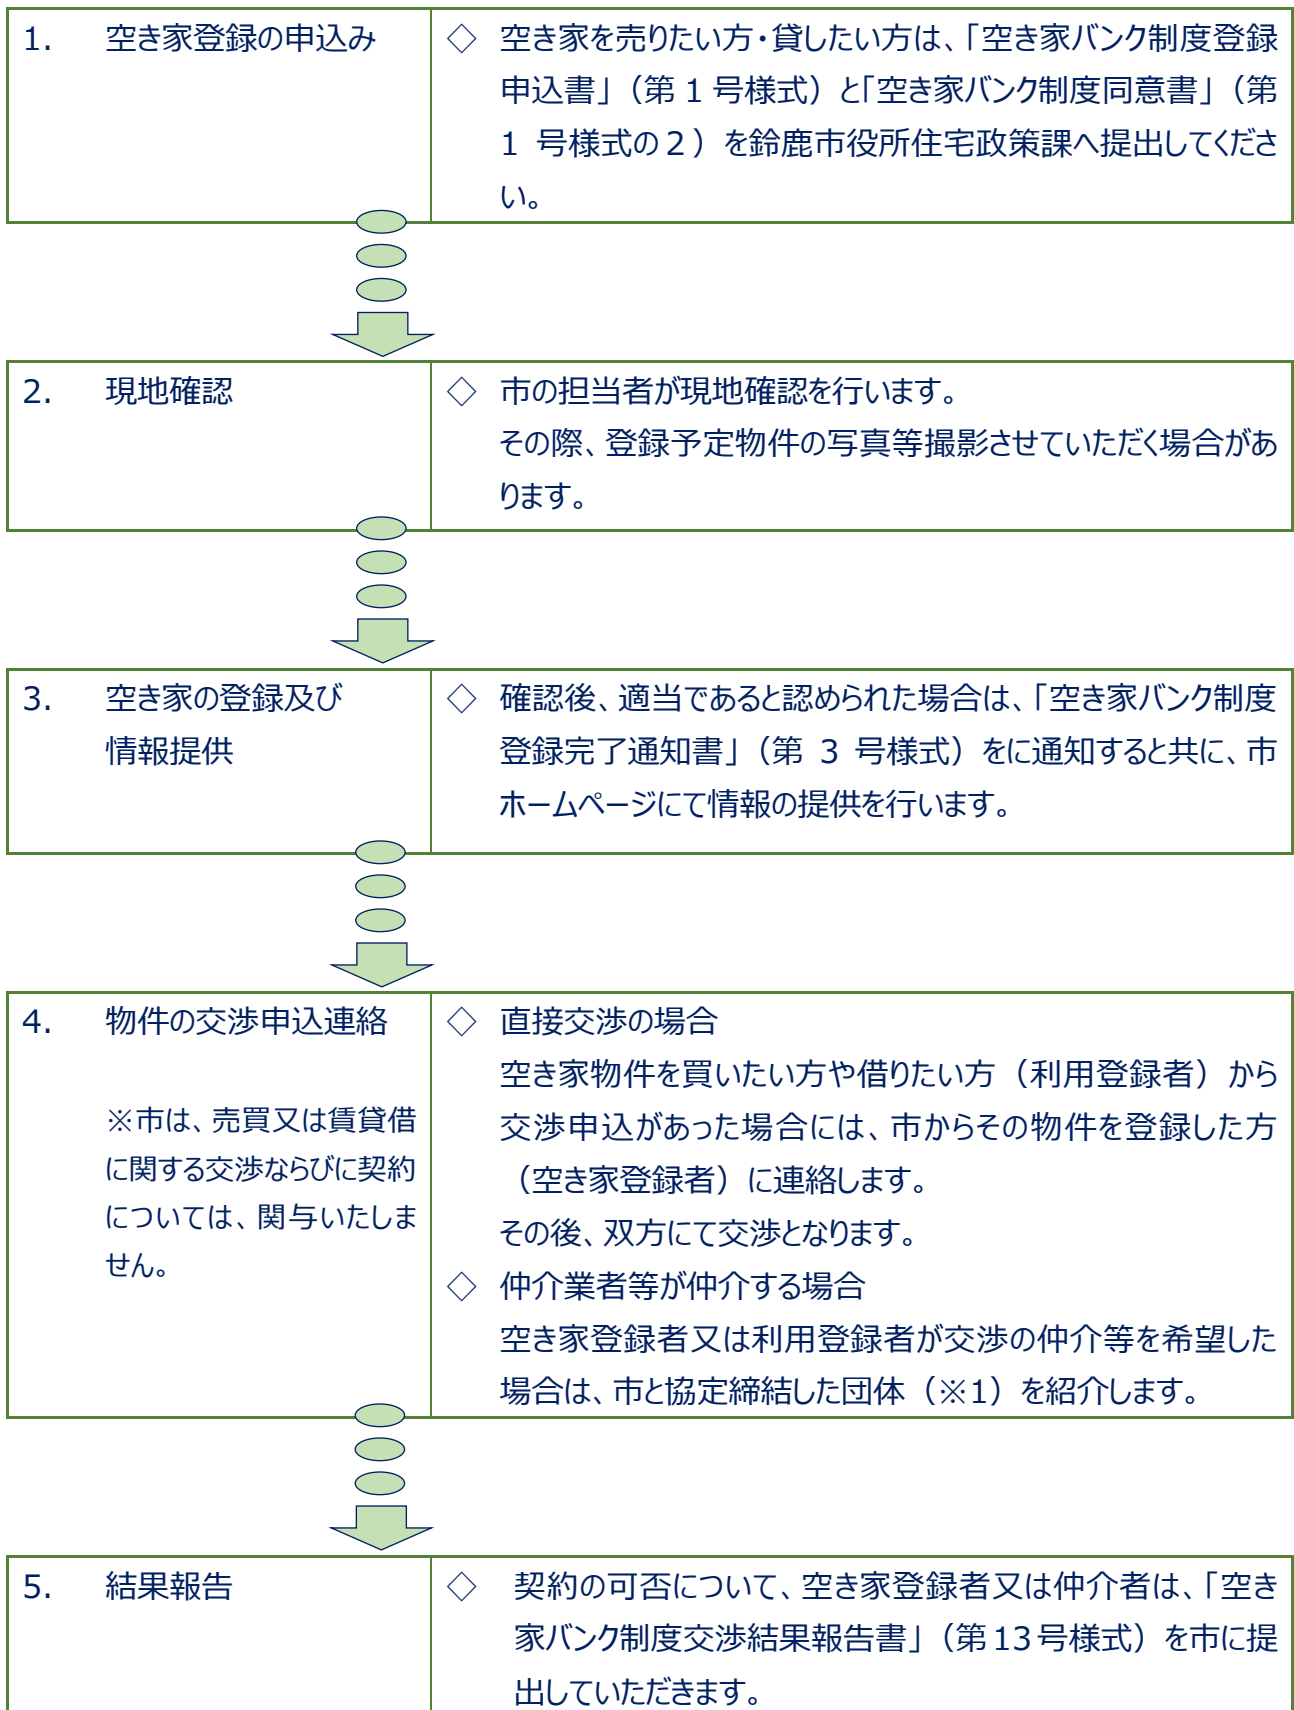 1. 空き家登録の申込み
◇ 空き家を売りたい方・貸したい方は、「空き家バンク制度登録
申込書」（第１号様式）と「空き家バンク制度同意書」（第
1 号様式の２）を鈴鹿市役所住宅政策課へ提出してくださ
い。
2. 現地確認
◇ 市の担当者が現地確認を行います。
その際、登録予定物件の写真等撮影させていただく場合があ
ります。
3. 空き家の登録及び
情報提供
◇ 確認後、適当であると認められた場合は、「空き家バンク制度
登録完了通知書」（第 3 号様式）をに通知すると共に、市
ホームページにて情報の提供を行います。
4. 物件の交渉申込連絡
※市は、売買又は賃貸借
に関する交渉ならびに契約
については、関与いたしま
せん。
◇ 直接交渉の場合
空き家物件を買いたい方や借りたい方（利用登録者）から
交渉申込があった場合には、市からその物件を登録した方
（空き家登録者）に連絡します。
その後、双方にて交渉となります。
◇ 仲介業者等が仲介する場合
空き家登録者又は利用登録者が交渉の仲介等を希望した
場合は、市と協定締結した団体（※1）を紹介します。
5. 結果報告
◇ 契約の可否について、空き家登録者又は仲介者は、「空き
家バンク制度交渉結果報告書」（第13号様式）を市に提
出していただきます。